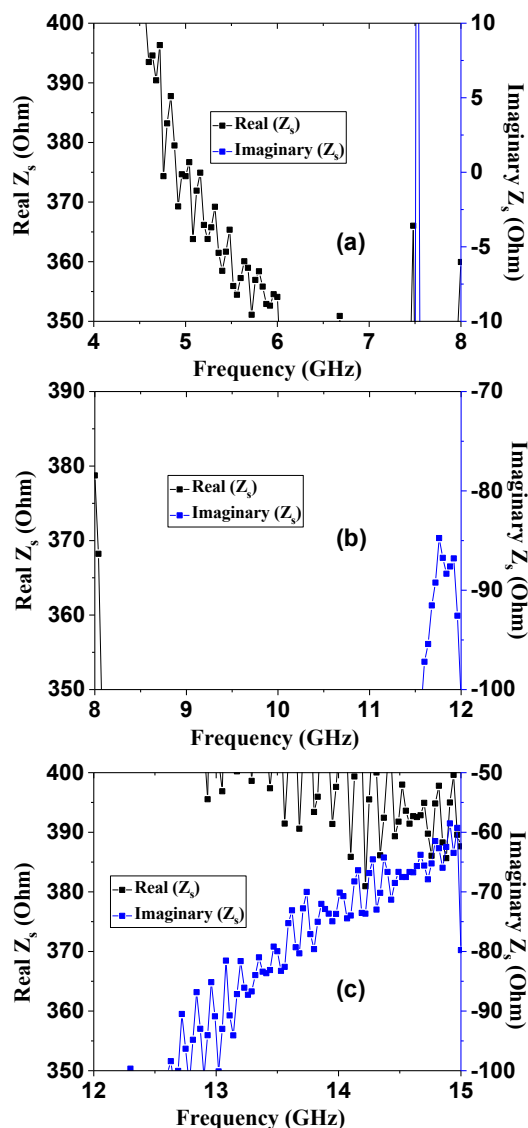 400
390
380
370
360
350
10
5
0
-5
-10
Real Z_s (Ohm)
Imaginary Z_s (Ohm)
Real (Z_s)
Imaginary (Z_s)
(a)
4 5 6 7 8
Frequency (GHz)
390
380
370
360
350
-70
-80
-90
-100
Real Z_s (Ohm)
Imaginary Z_s (Ohm)
Real (Z_s)
Imaginary (Z_s)
(b)
8 9 10 11 12
Frequency (GHz)
400
390
380
370
360
350
-50
-60
-70
-80
-90
-100
Real Z_s (Ohm)
Imaginary Z_s (Ohm)
Real (Z_s)
Imaginary (Z_s)
(c)
12 13 14 15
Frequency (GHz)